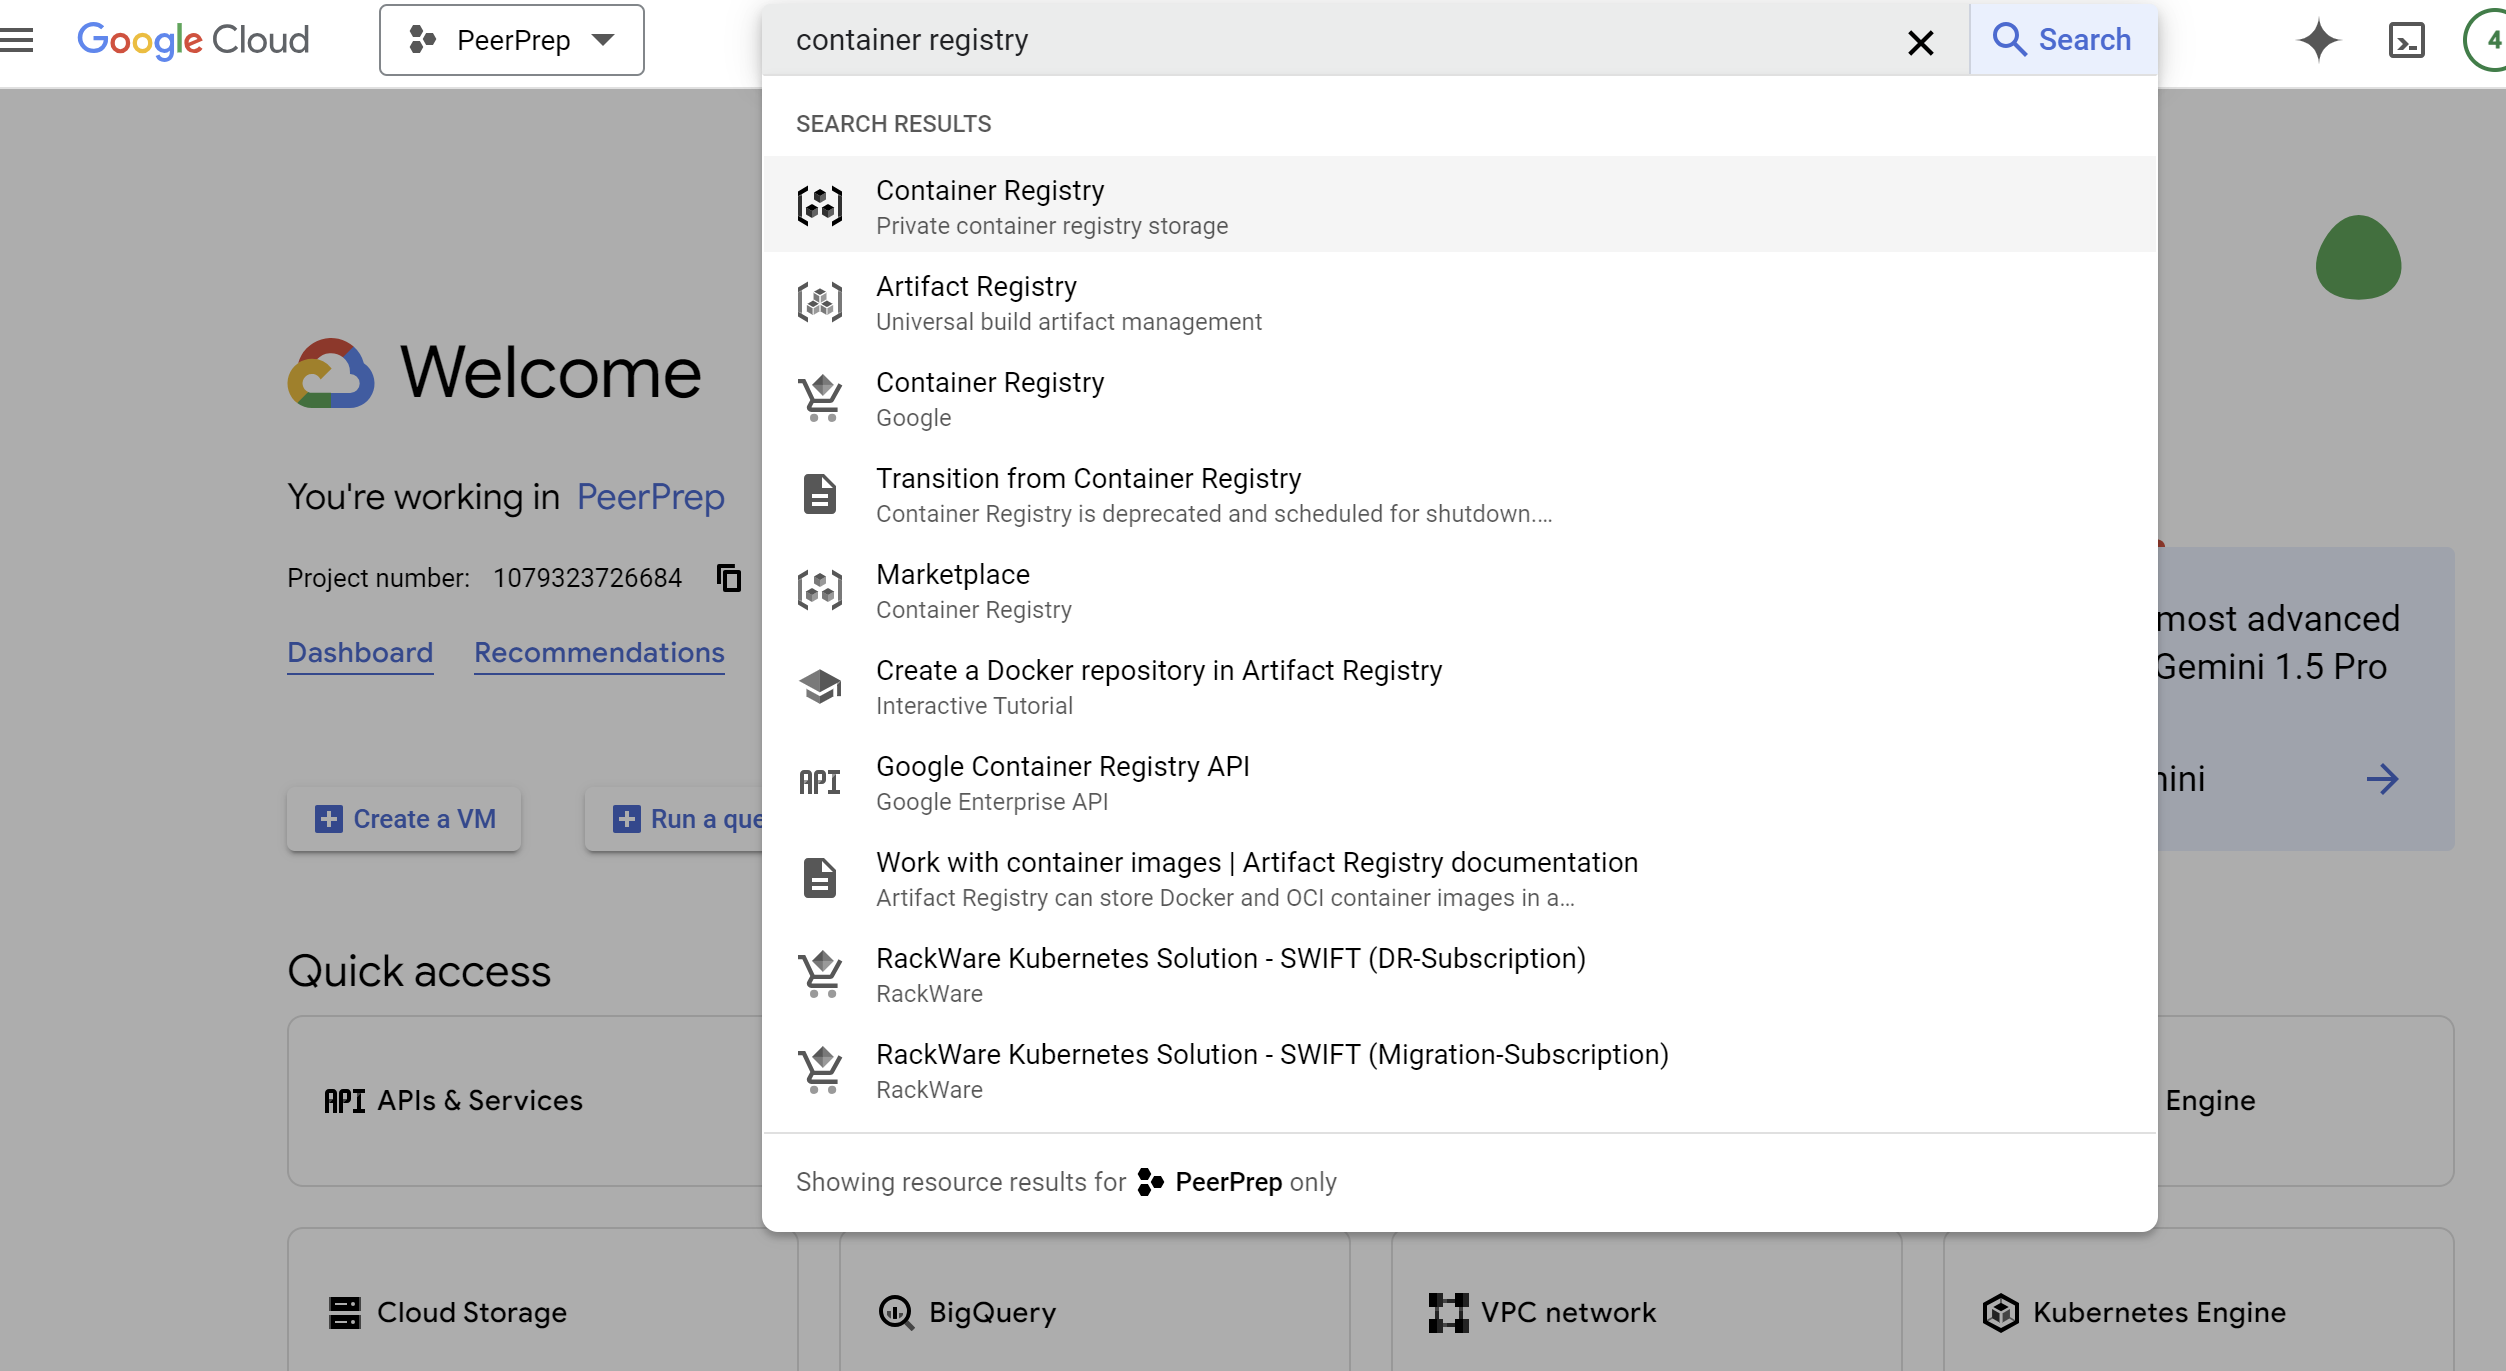 Google Cloud
PeerPrep
container registry
Search
4
SEARCH RESULTS
Container Registry
Private container registry storage
Artifact Registry
Universal build artifact management
Container Registry
Google
Transition from Container Registry
Container Registry is deprecated and scheduled for shutdown....
Marketplace
Container Registry
Create a Docker repository in Artifact Registry
Interactive Tutorial
API
Google Container Registry API
Google Enterprise API
Work with container images | Artifact Registry documentation
Artifact Registry can store Docker and OCI container images in a...
RackWare Kubernetes Solution - SWIFT (DR-Subscription)
RackWare
RackWare Kubernetes Solution - SWIFT (Migration-Subscription)
RackWare
Showing resource results for PeerPrep only
Welcome
You're working in PeerPrep
Project number: 1079323726684
Dashboard Recommendations
most advanced
Gemini 1.5 Pro
Create a VM
Run a
Quick access
API APIs & Services
Engine
Cloud Storage
BigQuery
VPC network
Kubernetes Engine